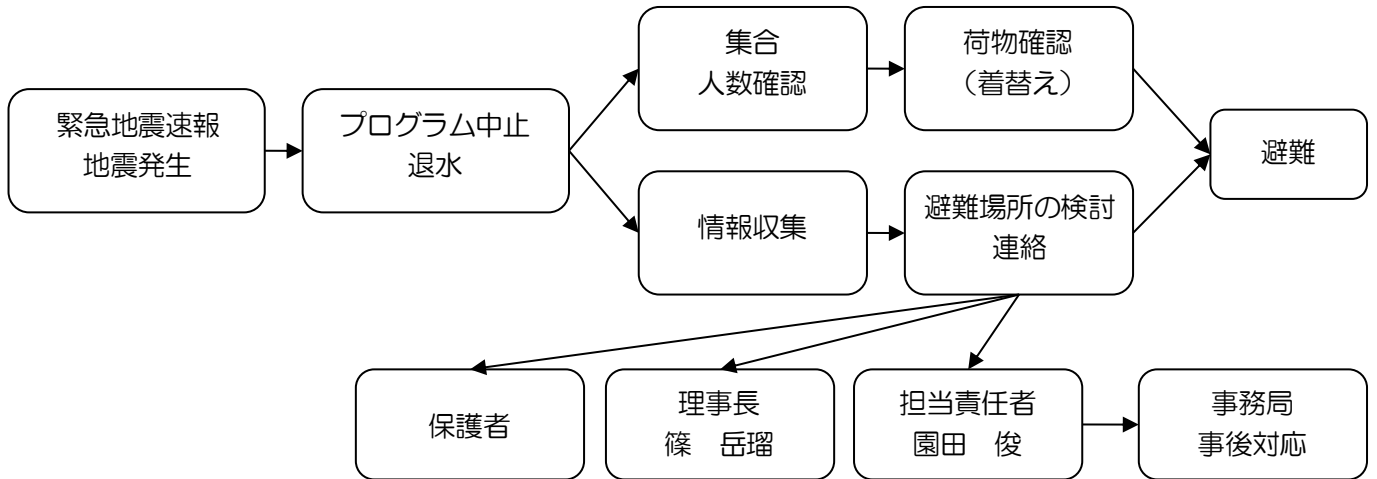 緊急地震速報
地震発生
プログラム中止
退水
集合
人数確認
荷物確認
（着替え）
情報収集
避難場所の検討
連絡
避難
保護者
理事長
篠　岳瑠
担当責任者
園田　俊
事務局
事後対応